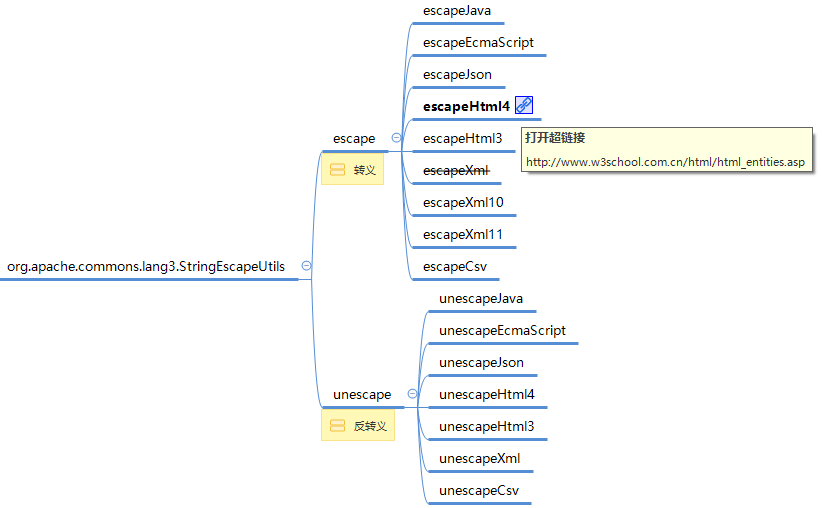 org.apache.commons.lang3.StringEscapeUtils
escape
转义
escapeJava
escapeEcmaScript
escapeJson
escapeHtml4
打开超链接
http://www.w3school.com.cn/html/html_entities.asp
escapeHtml3
escapeXml
escapeXml10
escapeXml11
escapeCsv
unescape
反转义
unescapeJava
unescapeEcmaScript
unescapeJson
unescapeHtml4
unescapeHtml3
unescapeXml
unescapeCsv